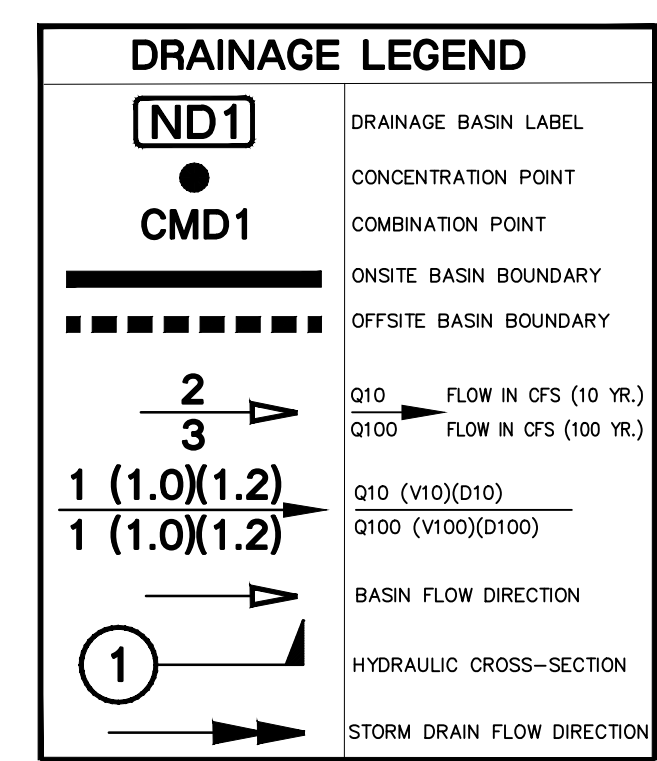 DRAINAGE LEGEND
ND1 DRAINAGE BASIN LABEL
CONCENTRATION POINT
CMD1 COMBINATION POINT
ONSITE BASIN BOUNDARY
OFFSITE BASIN BOUNDARY
2 Q10 FLOW IN CFS (10 YR.)
3 Q100 FLOW IN CFS (100 YR.)
1 (1.0)(1.2) Q10 (V10)(D10)
1 (1.0)(1.2) Q100 (V100)(D100)
BASIN FLOW DIRECTION
1 HYDRAULIC CROSS-SECTION
STORM DRAIN FLOW DIRECTION